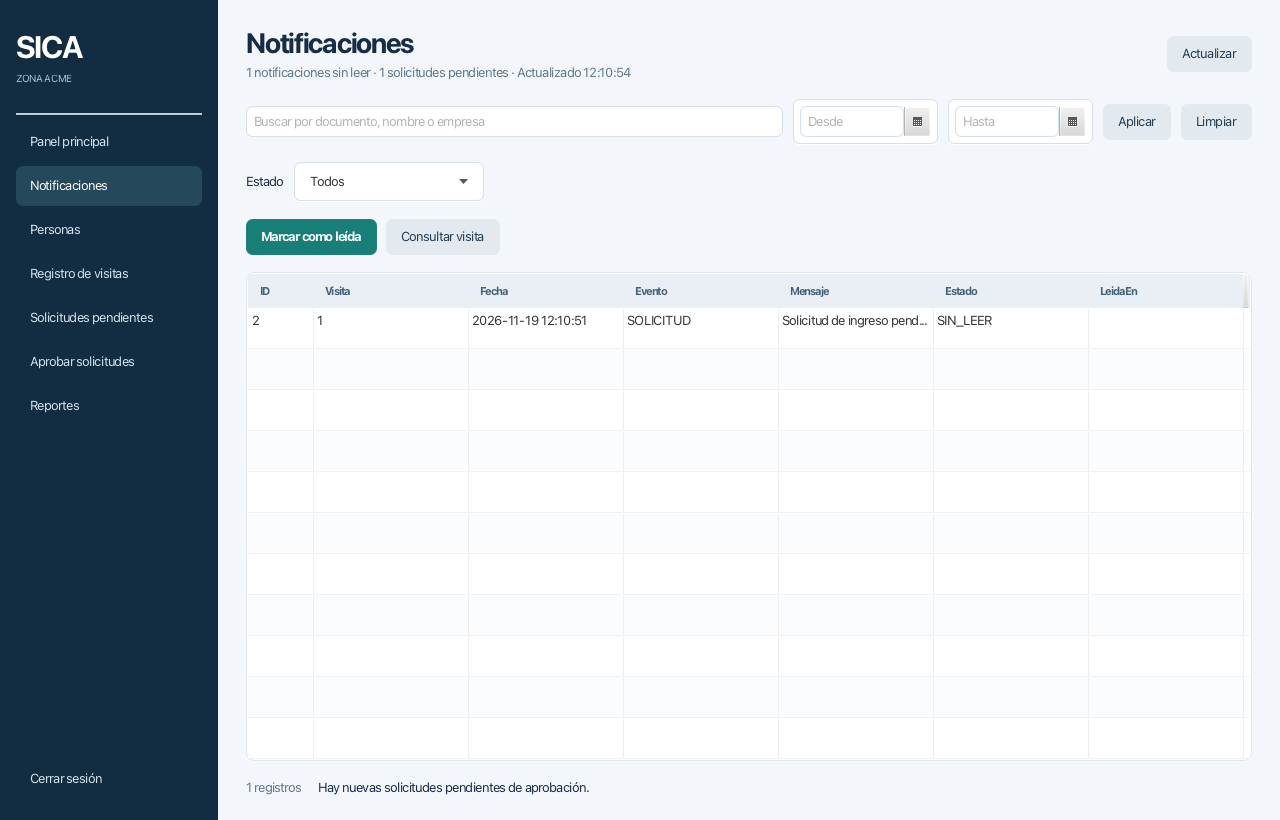 SICA
ZONA ACME
Panel principal
Notificaciones
Personas
Registro de visitas
Solicitudes pendientes
Aprobar solicitudes
Reportes
Cerrar sesión
Notificaciones
1 notificaciones sin leer · 1 solicitudes pendientes · Actualizado 12:10:54
Actualizar
Buscar por documento, nombre o empresa
Desde
Hasta
Aplicar
Limpiar
Estado
Todos
Marcar como leída
Consultar visita
ID Visita Fecha Evento Mensaje Estado LeidaEn
2 1 2026-11-19 12:10:51 SOLICITUD Solicitud de ingreso pend... SIN_LEER
1 registros
Hay nuevas solicitudes pendientes de aprobación.